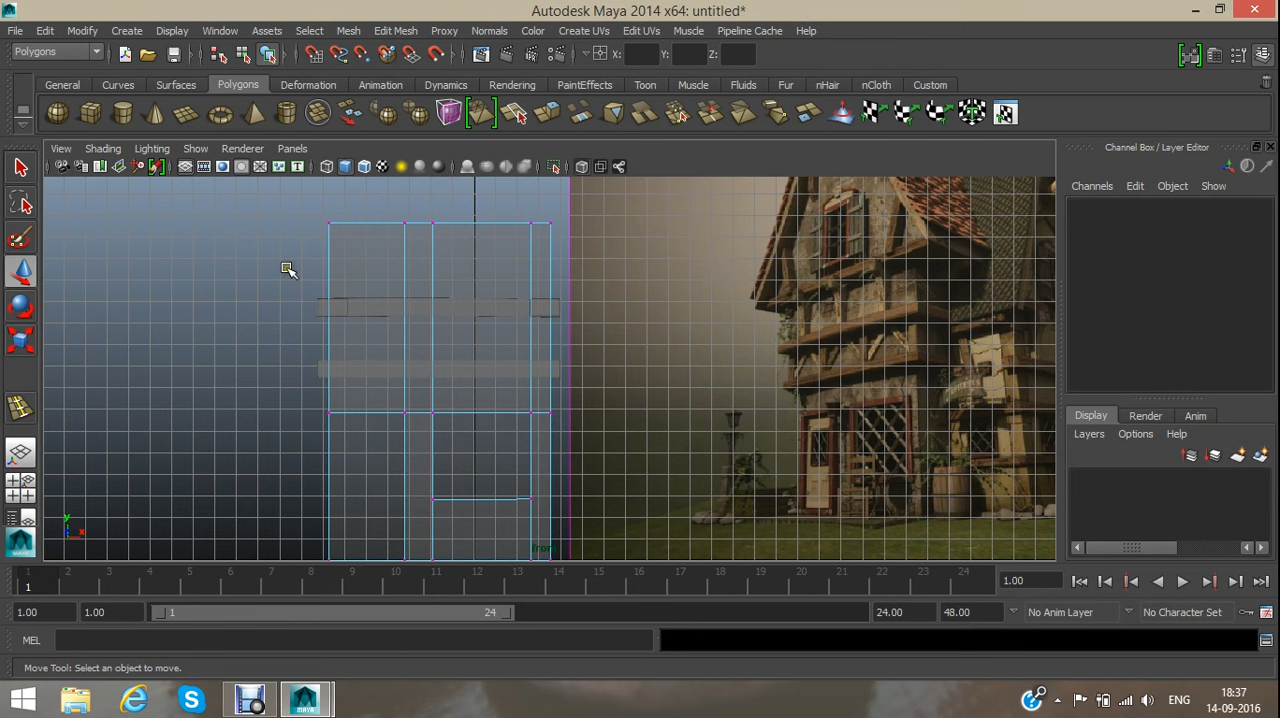 Autodesk Maya 2014 x64: untitled*
File Edit Modify Create Display Window Assets Select Mesh Edit Mesh Proxy Normals Color Create UVs Edit UVs Muscle Pipeline Cache Help
Polygons
X: Y: Z:
General Curves Surfaces Polygons Deformation Animation Dynamics Rendering PaintEffects Toon Muscle Fluids Fur nHair nCloth Custom
View Shading Lighting Show Renderer Panels
Channel Box / Layer Editor
Channels Edit Object Show
Display Render Anim
Layers Options Help
y
x
front
1 2 3 4 5 6 7 8 9 10 11 12 13 14 15 16 17 18 19 20 21 22 23 24
1
1.00
1.00 1.00 1 24 24.00 48.00 No Anim Layer No Character Set
MEL
Move Tool: Select an object to move.
ENG
18:37
14-09-2016